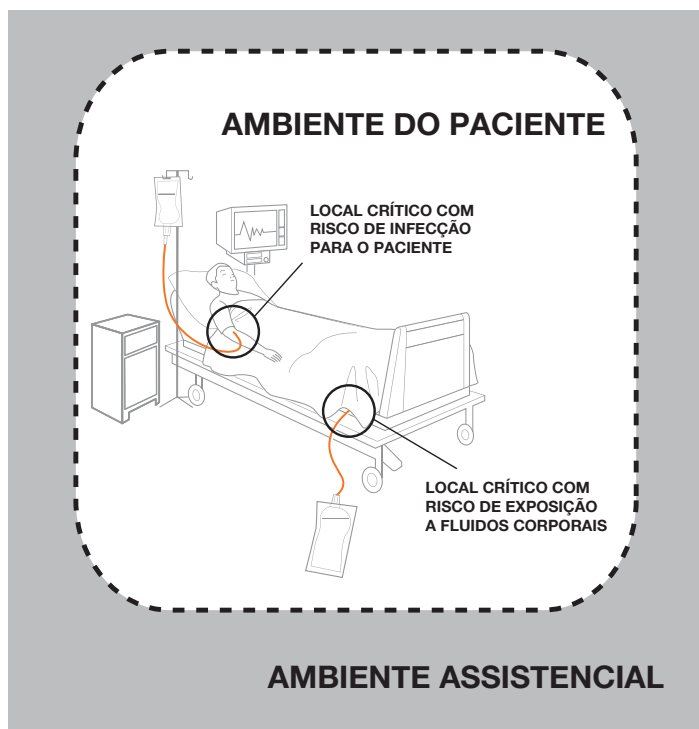 AMBIENTE DO PACIENTE
LOCAL CRÍTICO COM
RISCO DE INFECÇÃO
PARA O PACIENTE
LOCAL CRÍTICO COM
RISCO DE EXPOSIÇÃO
A FLUIDOS CORPORAIS
AMBIENTE ASSISTENCIAL